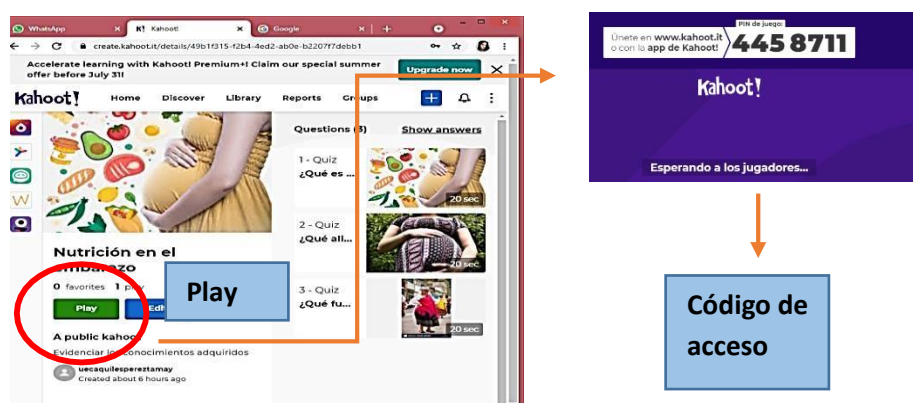 WhatsApp
K! Kahoot!
Google
create.kahoot.it/details/49b1f315-f2b4-4ed2-ab0e-b2207f7debb1
Accelerate learning with Kahoot! Premium+! Claim our special summer
offer before July 31!
Upgrade now
Kahoot!
Home
Discover
Library
Reports
Groups
Questions (3)
Show answers
1 - Quiz
¿Qué es ...
20 sec
2 - Quiz
¿Qué ali...
20 sec
3 - Quiz
¿Qué fu...
20 sec
Nutrición en el
embarazo
0 favorites 1
Play
A public kahoot
Evidenciar los conocimientos adquiridos
uecaquilespereztamay
Created about 6 hours ago
Play
PIN de juego:
Únete en www.kahoot.it
o con la app de Kahoot!
445 8711
Kahoot!
Esperando a los jugadores...
Código de
acceso